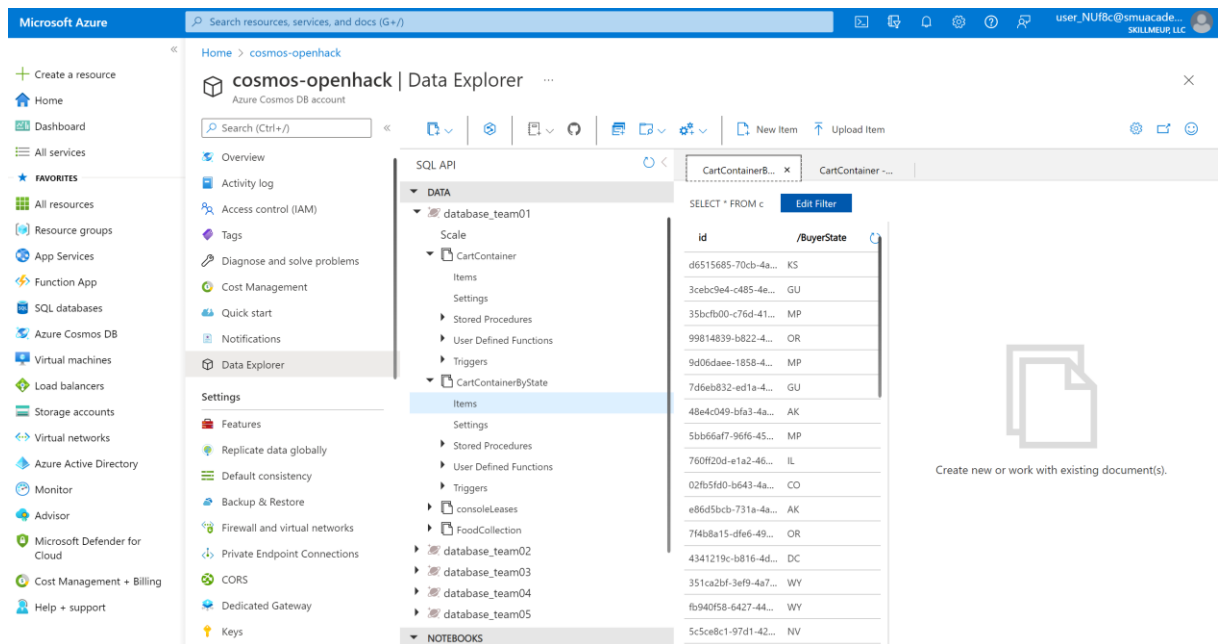 Microsoft Azure
Search resources, services, and docs (G+/)
user_NUf8c@smuacade...
SKILLMEUP, LLC
Create a resource
Home
Dashboard
All services
FAVORITES
All resources
Resource groups
App Services
Function App
SQL databases
Azure Cosmos DB
Virtual machines
Load balancers
Storage accounts
Virtual networks
Azure Active Directory
Monitor
Advisor
Microsoft Defender for
Cloud
Cost Management + Billing
Help + support
Home > cosmos-openhack
cosmos-openhack | Data Explorer ...
Azure Cosmos DB account
Search (Ctrl+/)
Overview
Activity log
Access control (IAM)
Tags
Diagnose and solve problems
Cost Management
Quick start
Notifications
Data Explorer
Settings
Features
Replicate data globally
Default consistency
Backup & Restore
Firewall and virtual networks
Private Endpoint Connections
CORS
Dedicated Gateway
Keys
New Item
Upload Item
SQL API
DATA
database_team01
Scale
CartContainer
Items
Settings
Stored Procedures
User Defined Functions
Triggers
CartContainerByState
Items
Settings
Stored Procedures
User Defined Functions
Triggers
consoleLeases
FoodCollection
database_team02
database_team03
database_team04
database_team05
NOTEBOOKS
CartContainerB...
CartContainer -...
SELECT * FROM c
Edit Filter
id /BuyerState
d6515685-70cb-4a... KS
3cebc9e4-c485-4e... GU
35bcfb00-c76d-41... MP
99814839-b822-4... OR
9d06daee-1858-4... MP
7d6eb832-ed1a-4... GU
48e4c049-bfa3-4a... AK
5bb66af7-96f6-45... MP
760ff20d-e1a2-46... IL
02fb5fd0-b643-4a... CO
e86d5bcb-731a-4a... AK
7f4b8a15-dfe6-49... OR
4341219c-b816-4d... DC
351ca2bf-3ef9-4a7... WY
fb940f58-6427-44... WY
5c5ce8c1-97d1-42... NV
Create new or work with existing document(s).